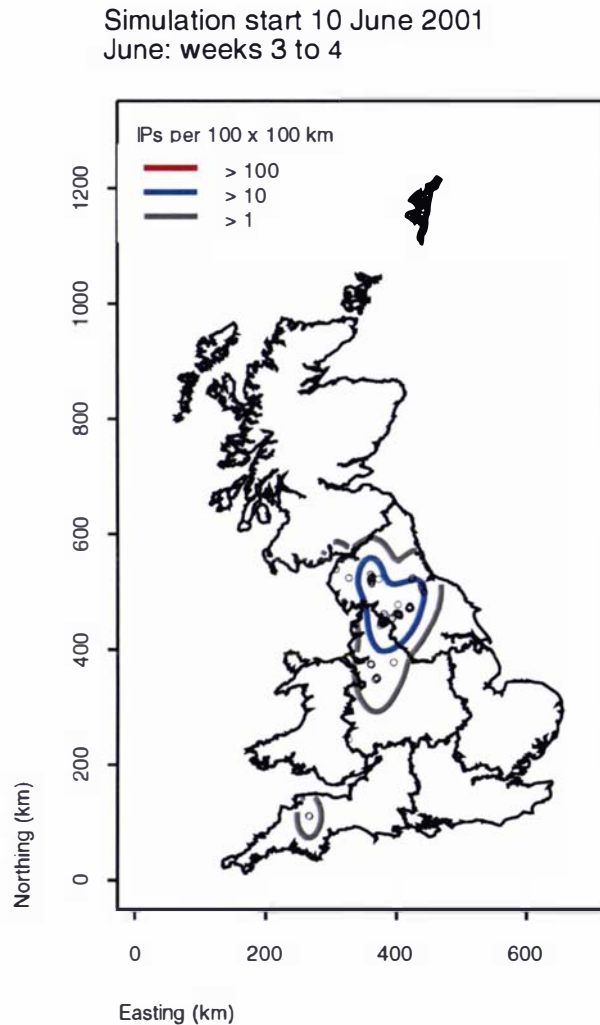 Simulation start 10 June 2001
June: weeks 3 to 4
IPs per 100 x 100 km
> 100
> 10
> 1
1200
1000
800
600
400
200
0
Northing (km)
0 200 400 600
Easting (km)